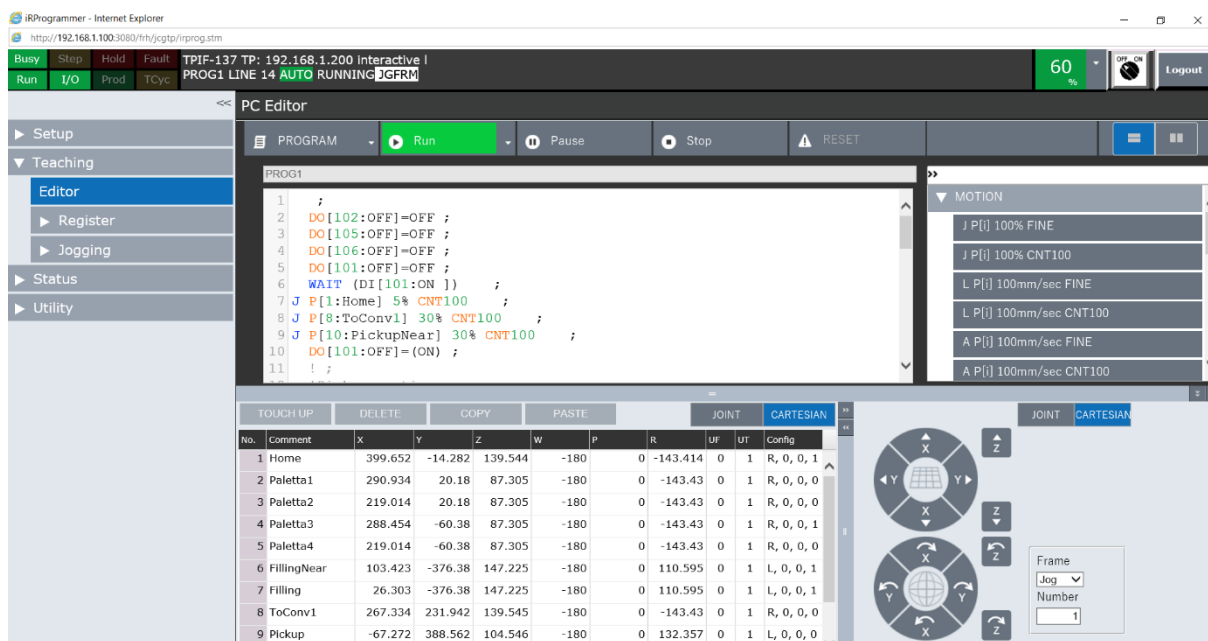 iRProgrammer - Internet Explorer
http://192.168.1.100:3080/frh/jcgtp/irprog.stm
Busy Step Hold Fault TPIF-137 TP: 192.168.1.200 interactive l
Run I/O Prod TCyc PROG1 LINE 14 AUTO RUNNING JGFRM
60 %
OFF ON
Logout
<< PC Editor
Setup
Teaching
Editor
Register
Jogging
Status
Utility
PROGRAM Run Pause Stop RESET
PROG1
1 ;
2 DO[102:OFF]=OFF ;
3 DO[105:OFF]=OFF ;
4 DO[106:OFF]=OFF ;
5 DO[101:OFF]=OFF ;
6 WAIT (DI[101:ON ]) ;
7 J P[1:Home] 5% CNT100 ;
8 J P[8:ToConv1] 30% CNT100 ;
9 J P[10:PickupNear] 30% CNT100 ;
10 DO[101:OFF]=(ON) ;
11 ! ;
>>
MOTION
J P[i] 100% FINE
J P[i] 100% CNT100
L P[i] 100mm/sec FINE
L P[i] 100mm/sec CNT100
A P[i] 100mm/sec FINE
A P[i] 100mm/sec CNT100
TOUCH UP DELETE COPY PASTE JOINT CARTESIAN
No. Comment X Y Z W P R UF UT Config
1 Home 399.652 -14.282 139.544 -180 0 -143.414 0 1 R, 0, 0, 1
2 Paletta1 290.934 20.18 87.305 -180 0 -143.43 0 1 R, 0, 0, 0
3 Paletta2 219.014 20.18 87.305 -180 0 -143.43 0 1 R, 0, 0, 0
4 Paletta3 288.454 -60.38 87.305 -180 0 -143.43 0 1 R, 0, 0, 1
5 Paletta4 219.014 -60.38 87.305 -180 0 -143.43 0 1 R, 0, 0, 0
6 FillingNear 103.423 -376.38 147.225 -180 0 110.595 0 1 L, 0, 0, 1
7 Filling 26.303 -376.38 147.225 -180 0 110.595 0 1 L, 0, 0, 1
8 ToConv1 267.334 231.942 139.545 -180 0 -143.43 0 1 R, 0, 0, 0
9 Pickup -67.272 388.562 104.546 -180 0 132.357 0 1 L, 0, 0, 0
JOINT CARTESIAN
X Z
Y Y
X Z
X Z
Y Y
X Z
Frame
Jog
Number
1